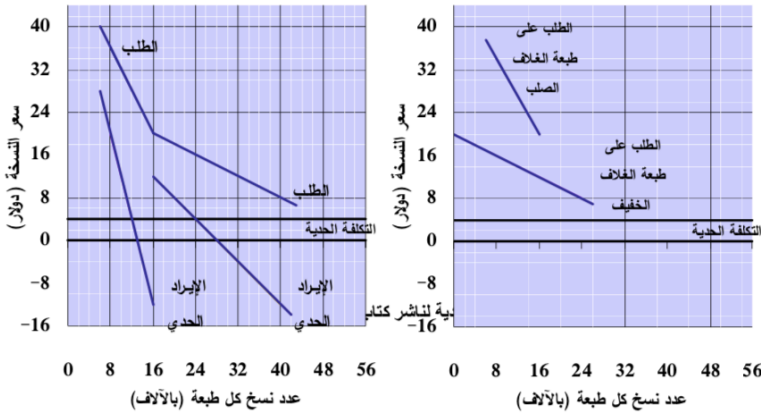 سعر النسخة (دولار)
40
32
24
16
8
0
−8
−16
الطلب
الطلب
التكلفة الحدية
الإيراد
الحدي
الإيراد
الحدي
0 8 16 24 32 40 48 56
عدد نسخ كل طبعة (بالآلاف)
دية لناشر كتاب
سعر النسخة (دولار)
40
32
24
16
8
0
−8
−16
الطلب على
طبعة الغلاف
الصلب
الطلب على
طبعة الغلاف
الخفيف
التكلفة الحدية
0 8 16 24 32 40 48 56
عدد نسخ كل طبعة (بالآلاف)